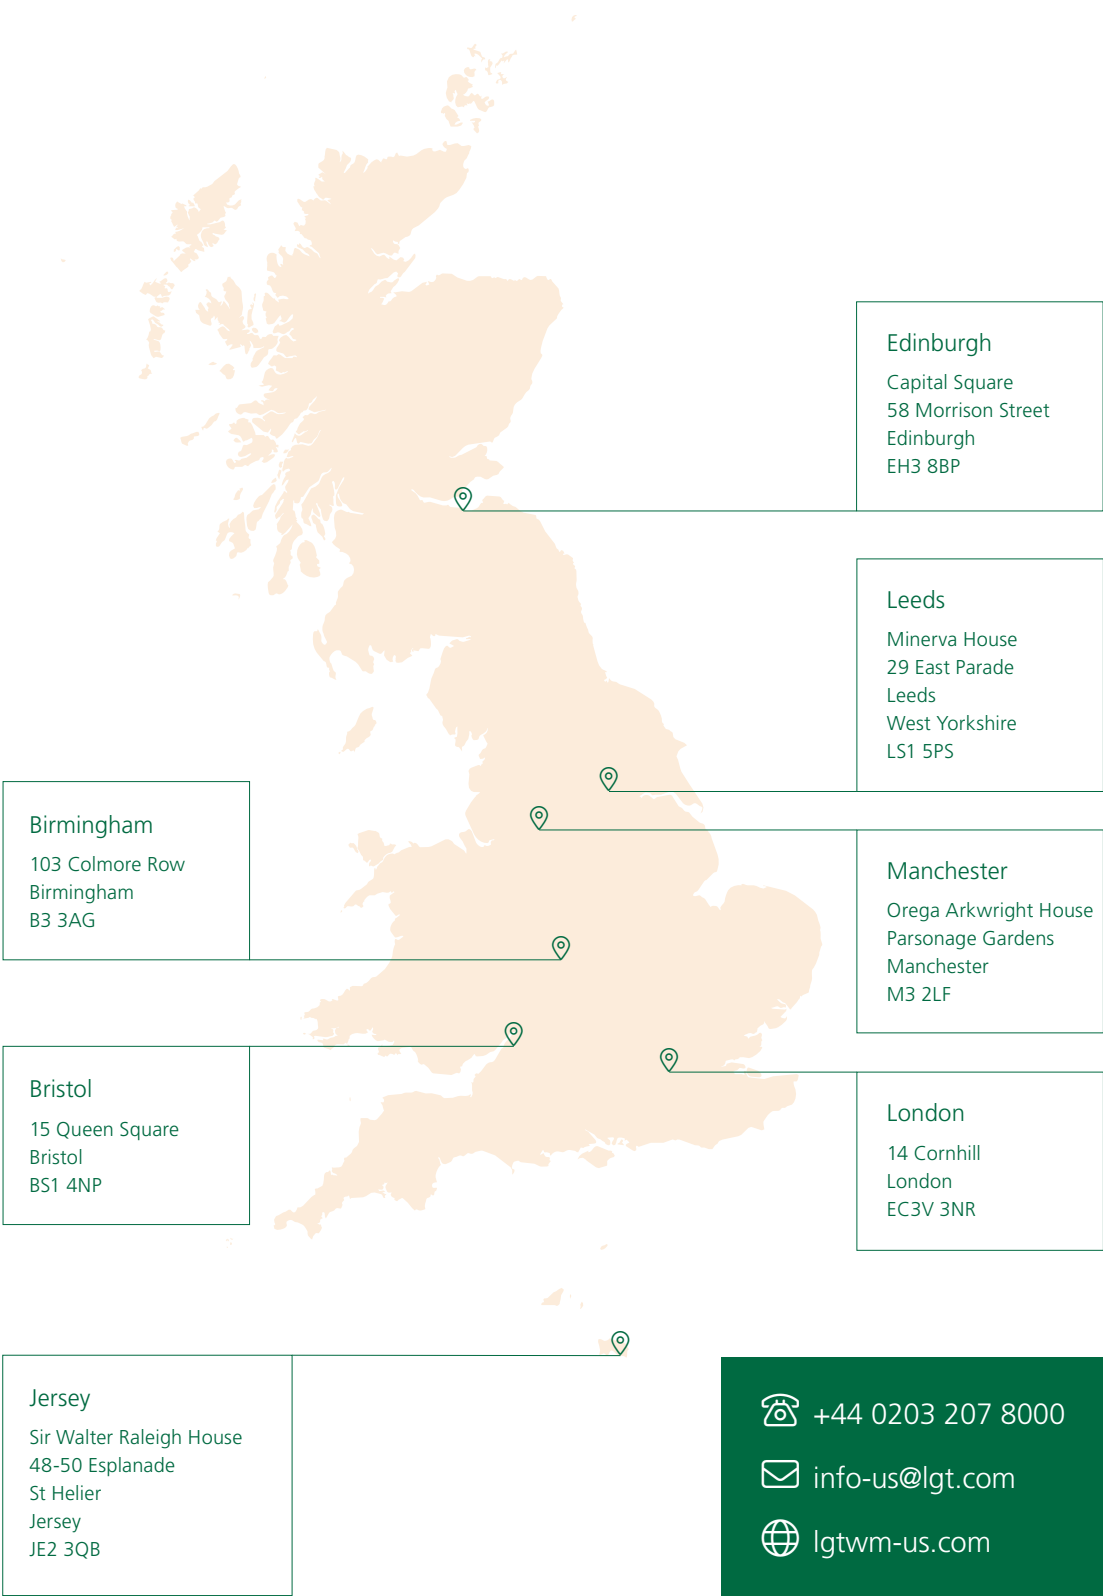 Edinburgh
Capital Square
58 Morrison Street
Edinburgh
EH3 8BP
Leeds
Minerva House
29 East Parade
Leeds
West Yorkshire
LS1 5PS
Birmingham
103 Colmore Row
Birmingham
B3 3AG
Manchester
Orega Arkwright House
Parsonage Gardens
Manchester
M3 2LF
Bristol
15 Queen Square
Bristol
BS1 4NP
London
14 Cornhill
London
EC3V 3NR
Jersey
Sir Walter Raleigh House
48-50 Esplanade
St Helier
Jersey
JE2 3QB
+44 0203 207 8000
info-us@lgt.com
lgtwm-us.com